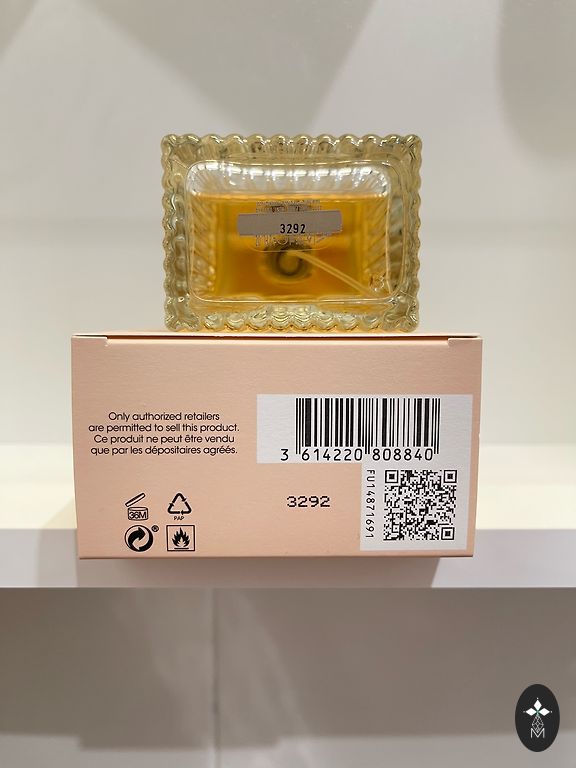 3292
Only authorized retailers
are permitted to sell this product.
Ce produit ne peut être vendu
que par les dépositaires agréés.
3 614220 808840
FU14871691
3292
36M
PAP
®
M